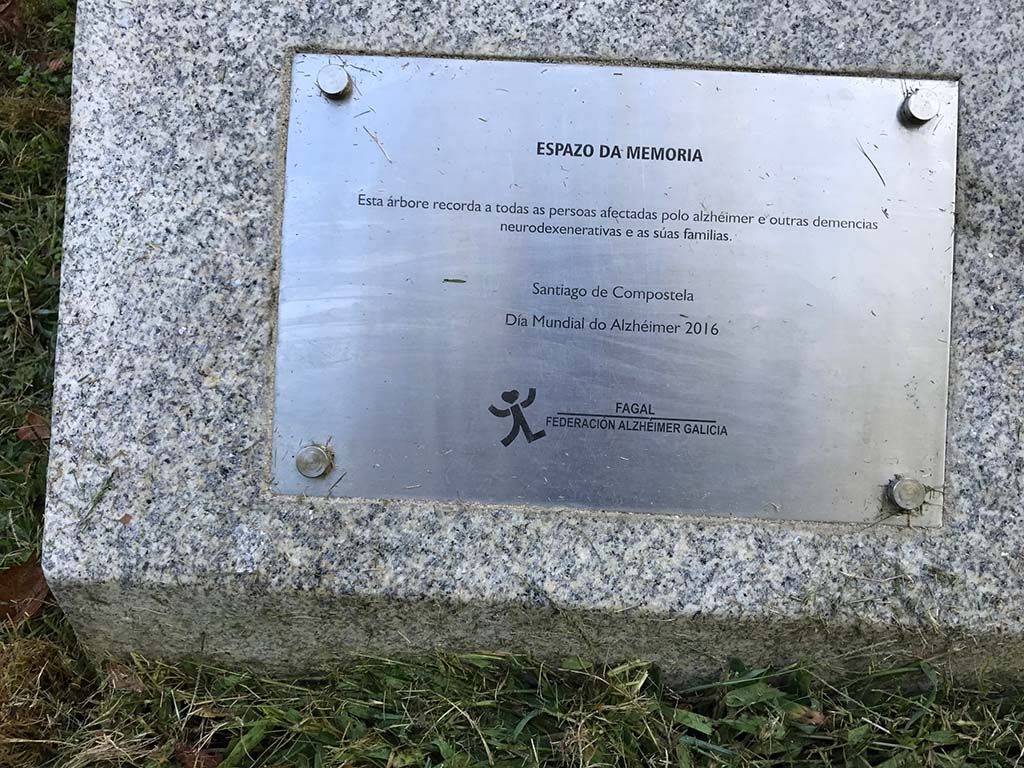 ESPAZO DA MEMORIA
Esta árbore recorda a todas as persoas afectadas polo alzhéimer e outras demencias
neurodexenerativas e as súas familias.
Santiago de Compostela
Día Mundial do Alzhéimer 2016
FAGAL
FEDERACIÓN ALZHÉIMER GALICIA